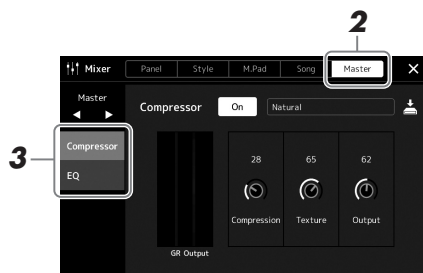 2
Mixer
Panel
Style
M.Pad
Song
Master
Master
Compressor
On
Natural
3
Compressor
EQ
28
65
62
Compression
Texture
Output
GR Output